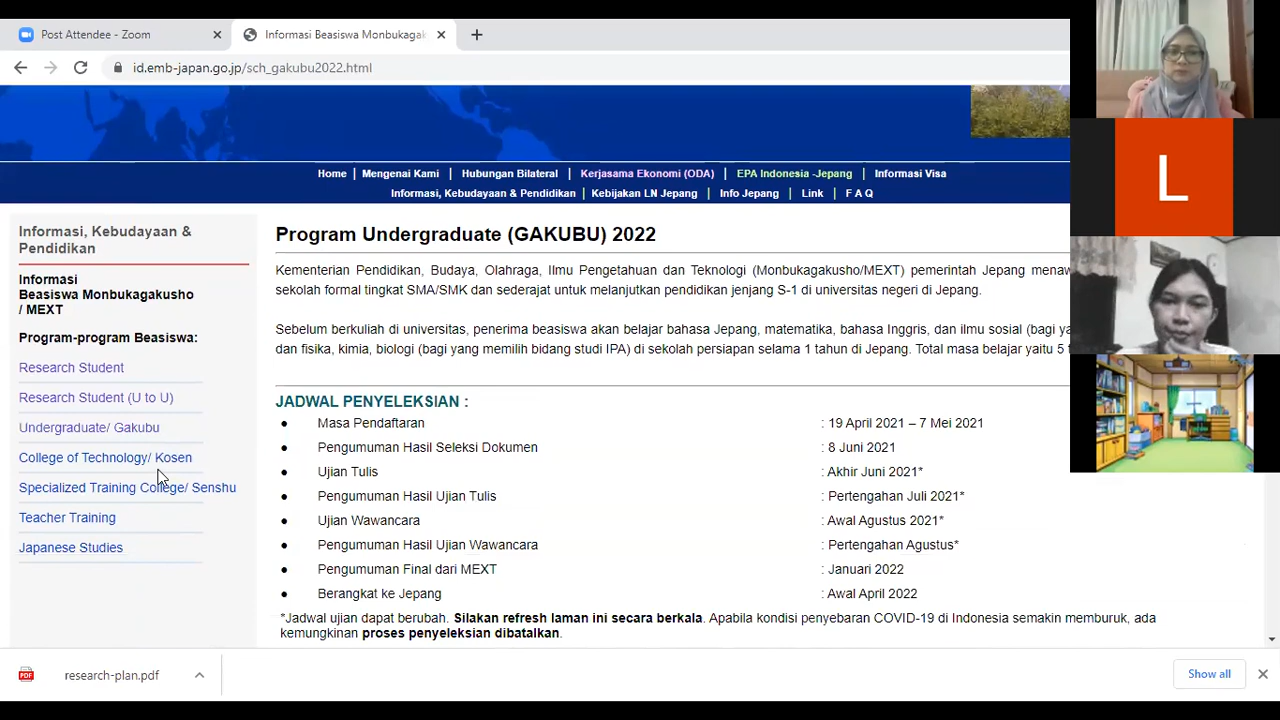 Post Attendee - Zoom
Informasi Beasiswa Monbukagak
id.emb-japan.go.jp/sch_gakubu2022.html
Home | Mengenai Kami | Hubungan Bilateral | Kerjasama Ekonomi (ODA) | EPA Indonesia -Jepang | Informasi Visa
Informasi, Kebudayaan & Pendidikan | Kebijakan LN Jepang | Info Jepang | Link | F A Q
Informasi, Kebudayaan &
Pendidikan
Informasi
Beasiswa Monbukagakusho
/ MEXT
Program-program Beasiswa:
Research Student
Research Student (U to U)
Undergraduate/ Gakubu
College of Technology/ Kosen
Specialized Training College/ Senshu
Teacher Training
Japanese Studies
Program Undergraduate (GAKUBU) 2022
Kementerian Pendidikan, Budaya, Olahraga, Ilmu Pengetahuan dan Teknologi (Monbukagakusho/MEXT) pemerintah Jepang menaw
sekolah formal tingkat SMA/SMK dan sederajat untuk melanjutkan pendidikan jenjang S-1 di universitas negeri di Jepang.
Sebelum berkuliah di universitas, penerima beasiswa akan belajar bahasa Jepang, matematika, bahasa Inggris, dan ilmu sosial (bagi ya
dan fisika, kimia, biologi (bagi yang memilih bidang studi IPA) di sekolah persiapan selama 1 tahun di Jepang. Total masa belajar yaitu 5 t
JADWAL PENYELEKSIAN :
● Masa Pendaftaran : 19 April 2021 – 7 Mei 2021
● Pengumuman Hasil Seleksi Dokumen : 8 Juni 2021
● Ujian Tulis : Akhir Juni 2021*
● Pengumuman Hasil Ujian Tulis : Pertengahan Juli 2021*
● Ujian Wawancara : Awal Agustus 2021*
● Pengumuman Hasil Ujian Wawancara : Pertengahan Agustus*
● Pengumuman Final dari MEXT : Januari 2022
● Berangkat ke Jepang : Awal April 2022
*Jadwal ujian dapat berubah. Silakan refresh laman ini secara berkala. Apabila kondisi penyebaran COVID-19 di Indonesia semakin memburuk, ada
kemungkinan proses penyeleksian dibatalkan.
L
PDF
research-plan.pdf
Show all